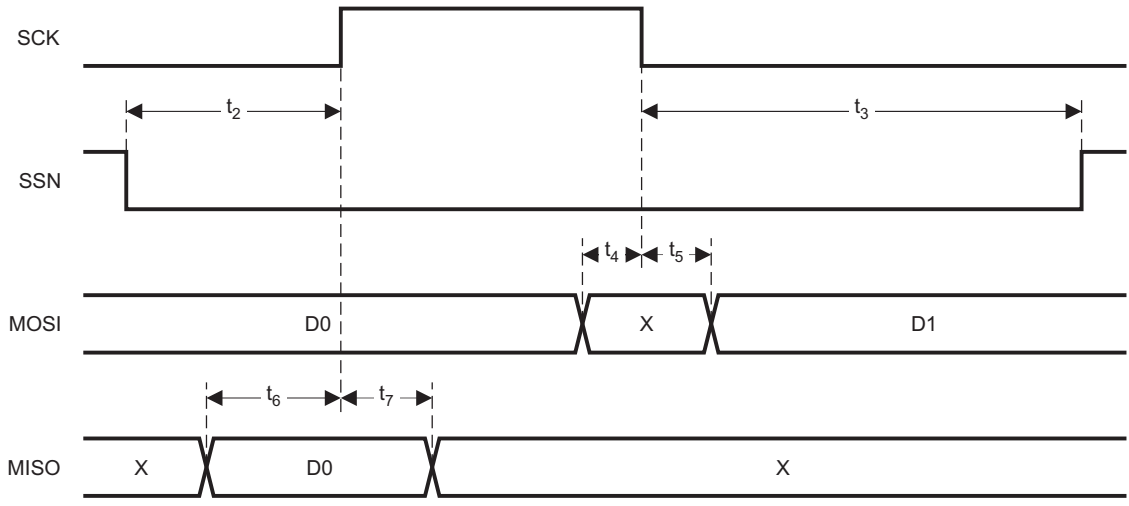 SCK
t2
t3
SSN
t4 t5
MOSI D0 X D1
t6 t7
MISO X D0 X